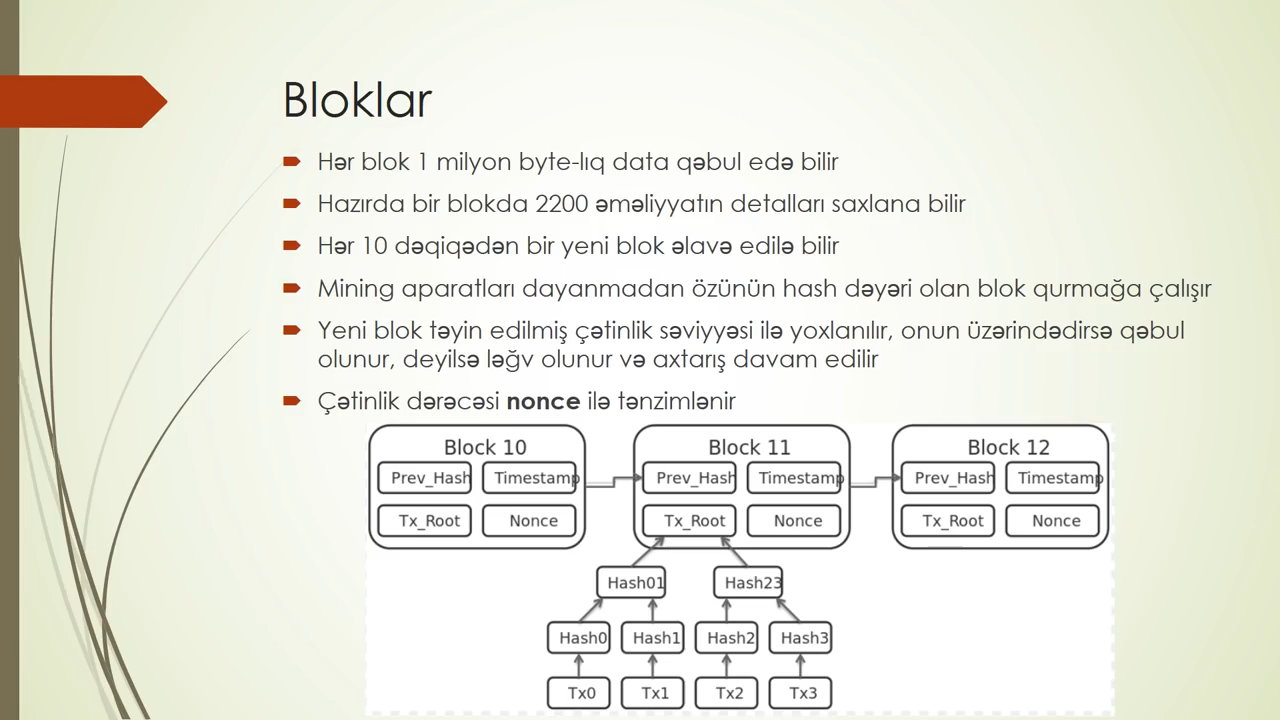 Bloklar
Hər blok 1 milyon byte-lıq data qəbul edə bilir
Hazırda bir blokda 2200 əməliyyatın detalları saxlana bilir
Hər 10 dəqiqədən bir yeni blok əlavə edilə bilir
Mining aparatları dayanmadan özünün hash dəyəri olan blok qurmağa çalışır
Yeni blok təyin edilmiş çətinlik səviyyəsi ilə yoxlanılır, onun üzərindədirsə qəbul
olunur, deyilsə ləğv olunur və axtarış davam edilir
Çətinlik dərəcəsi nonce ilə tənzimlənir
Block 10 Block 11 Block 12
Prev_Hash Timestamp Prev_Hash Timestamp Prev_Hash Timestamp
Tx_Root Nonce Tx_Root Nonce Tx_Root Nonce
Hash01 Hash23
Hash0 Hash1 Hash2 Hash3
Tx0 Tx1 Tx2 Tx3